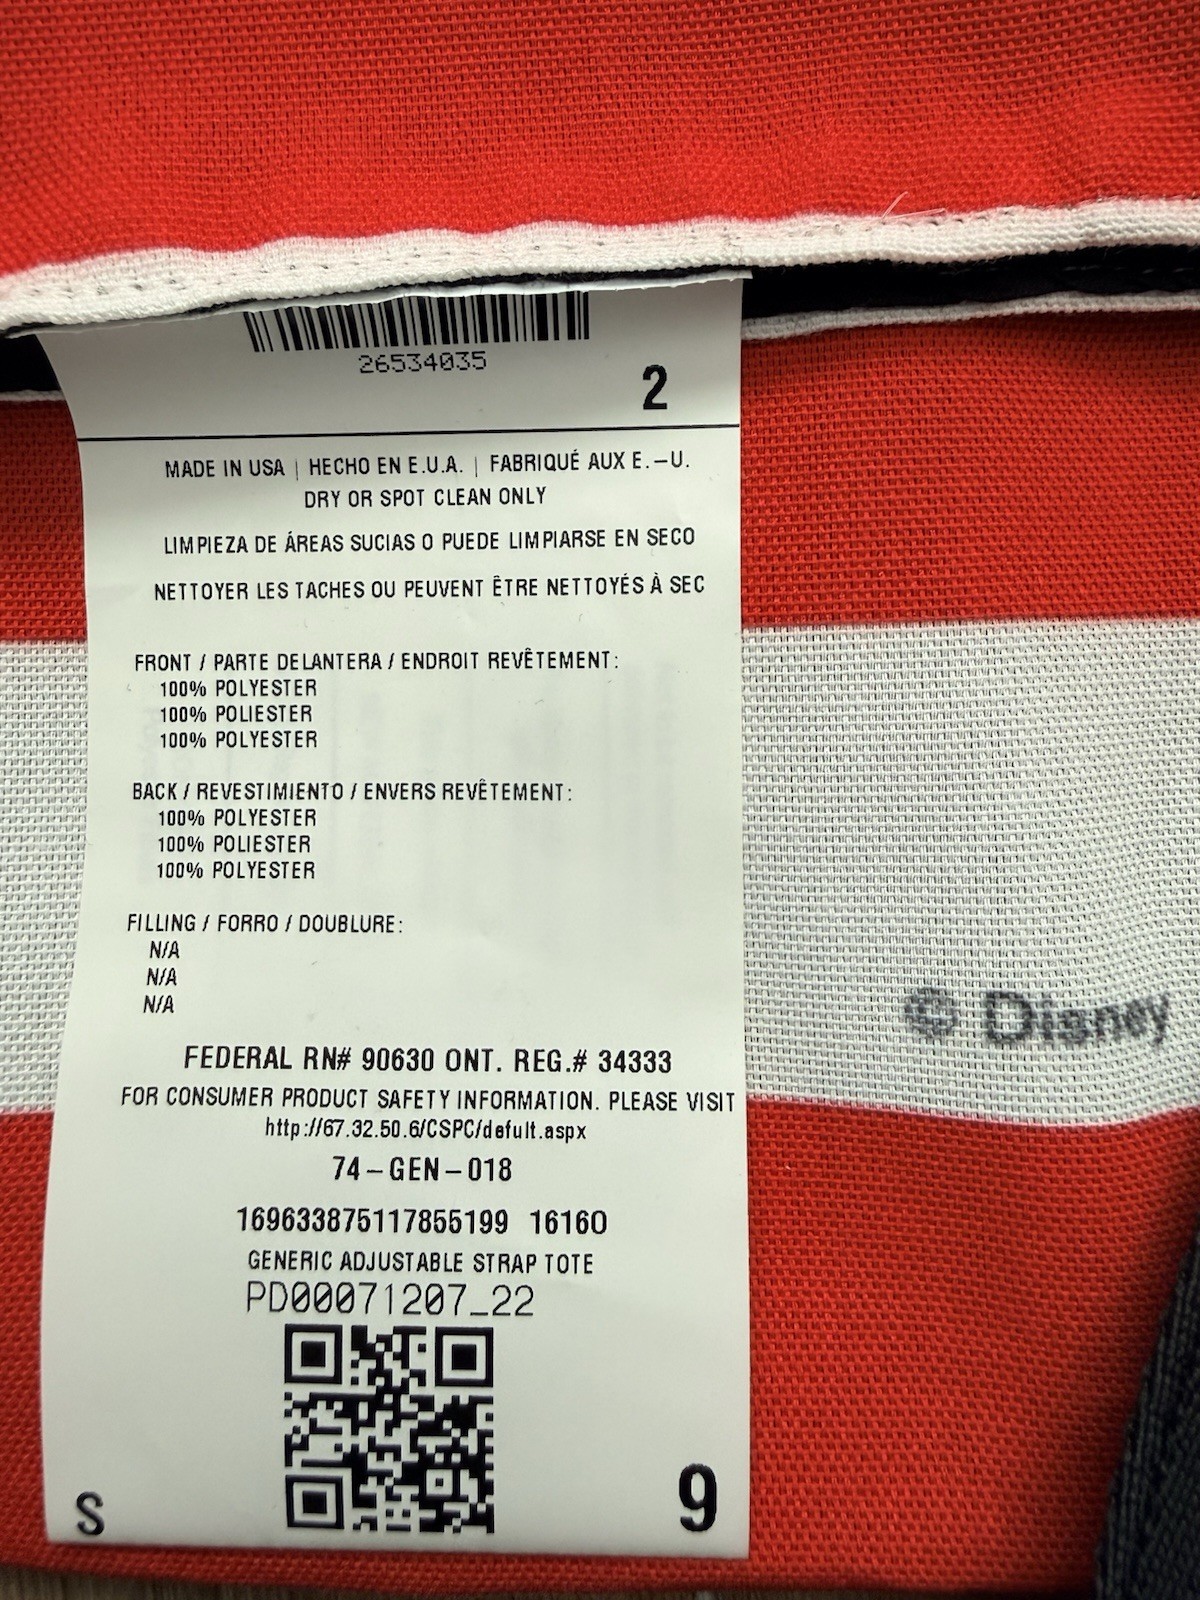 26534035
2
MADE IN USA | HECHO EN E.U.A. | FABRIQUÉ AUX E.-U.
DRY OR SPOT CLEAN ONLY
LIMPIEZA DE ÁREAS SUCIAS O PUEDE LIMPIARSE EN SECO
NETTOYER LES TACHES OU PEUVENT ÊTRE NETTOYÉS À SEC
FRONT / PARTE DELANTERA / ENDROIT REVÊTEMENT:
100% POLYESTER
100% POLIESTER
100% POLYESTER
BACK / REVESTIMIENTO / ENVERS REVÊTEMENT:
100% POLYESTER
100% POLIESTER
100% POLYESTER
FILLING / FORRO / DOUBLURE:
N/A
N/A
N/A
© Disney
FEDERAL RN# 90630 ONT. REG.# 34333
FOR CONSUMER PRODUCT SAFETY INFORMATION. PLEASE VISIT
http://67.32.50.6/CSPC/defult.aspx
74-GEN-018
169633875117855199 16160
GENERIC ADJUSTABLE STRAP TOTE
PD00071207_22
S
9